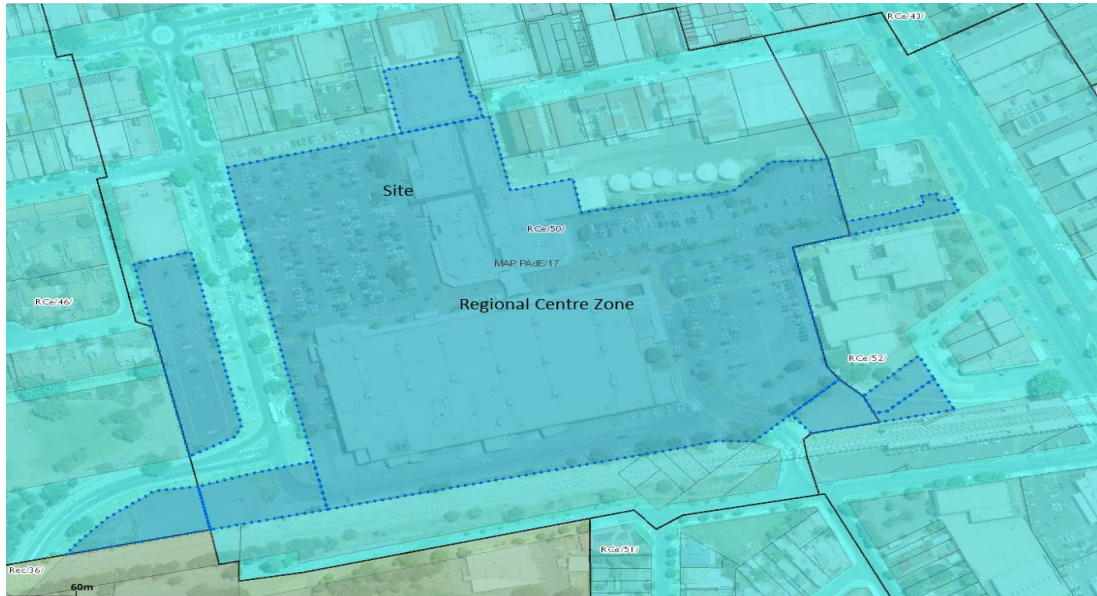 RCe/43/
Site
RCe/50/
MAP PAdE/17
RCe/46/
Regional Centre Zone
RCe/52/
RCe/51/
Rec/36/
60m